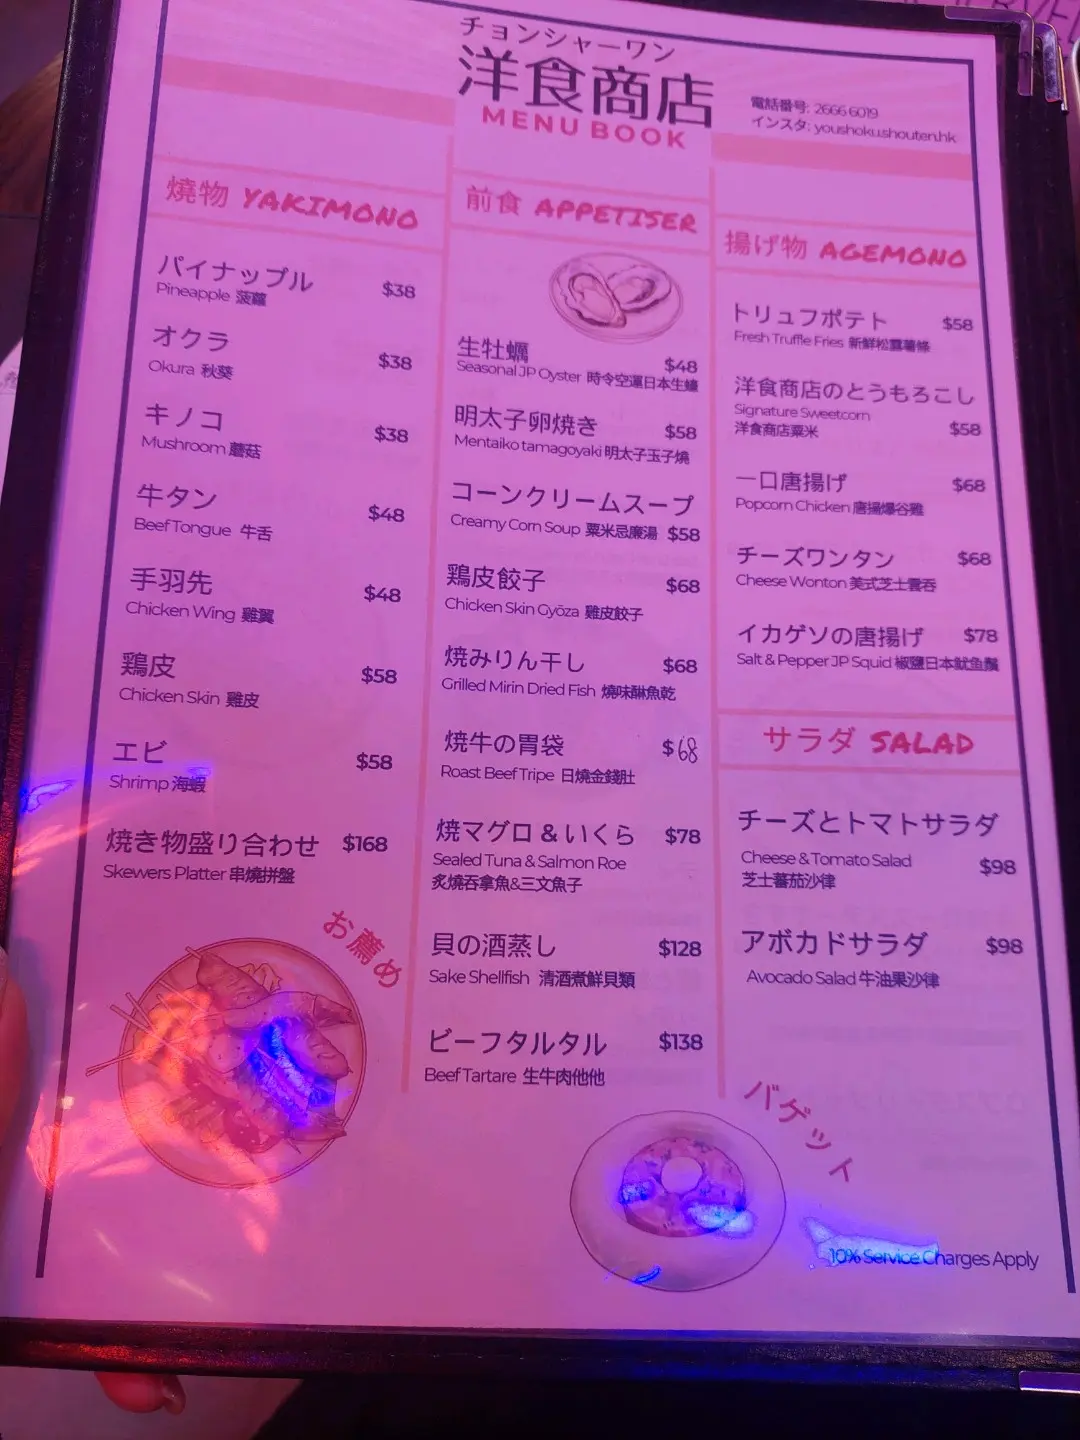 チョンシャーワン
洋食商店
MENU BOOK
電話番号: 2666 6019
インスタ: youshoku.shouten.hk
燒物 YAKIMONO
パイナップル
Pineapple 菠蘿 $38
オクラ
Okura 秋葵 $38
キノコ
Mushroom 蘑菇 $38
牛タン
Beef Tongue 牛舌 $48
手羽先
Chicken Wing 雞翼 $48
鶏皮
Chicken Skin 雞皮 $58
エビ
Shrimp 海蝦 $58
焼き物盛り合わせ $168
Skewers Platter 串燒拼盤
お薦め
前食 APPETISER
生牡蠣 $48
Seasonal JP Oyster 時令空運日本生蠔
明太子卵焼き $58
Mentaiko tamagoyaki 明太子玉子燒
コーンクリームスープ
Creamy Corn Soup 粟米忌廉湯 $58
鶏皮餃子 $68
Chicken Skin Gyōza 雞皮餃子
焼みりん干し $68
Grilled Mirin Dried Fish 燒味醂魚乾
焼牛の胃袋 $68
Roast Beef Tripe 日燒金錢肚
焼マグロ & いくら $78
Sealed Tuna & Salmon Roe
炙燒吞拿魚&三文魚子
貝の酒蒸し $128
Sake Shellfish 清酒煮鮮貝類
ビーフタルタル $138
Beef Tartare 生牛肉他他
バゲット
揚げ物 AGEMONO
トリュフポテト $58
Fresh Truffle Fries 新鮮松露薯條
洋食商店のとうもろこし
Signature Sweetcorn
洋食商店粟米 $58
一口唐揚げ $68
Popcorn Chicken 唐揚爆谷雞
チーズワンタン $68
Cheese Wonton 美式芝士雲吞
イカゲソの唐揚げ $78
Salt & Pepper JP Squid 椒鹽日本魷魚鬚
サラダ SALAD
チーズとトマトサラダ
Cheese & Tomato Salad $98
芝士蕃茄沙律
アボカドサラダ $98
Avocado Salad 牛油果沙律
10% Service Charges Apply